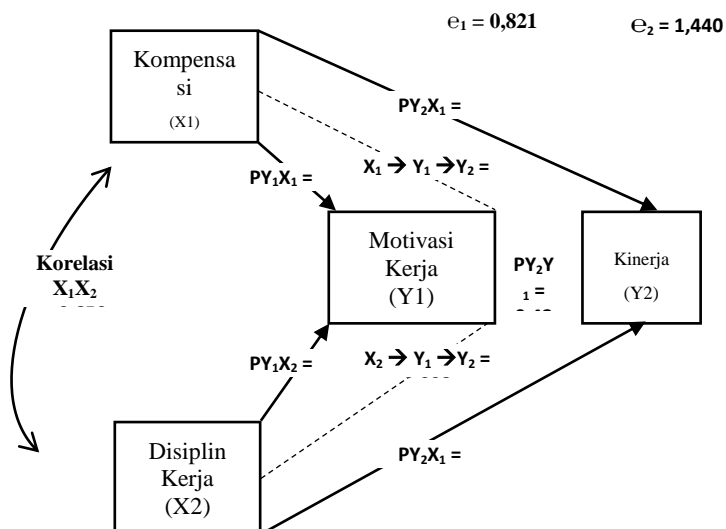 e₁ = 0,821
e₂ = 1,440
Kompensa
si
(X1)
PY₂X₁ =
PY₁X₁ =
X₁ → Y₁ →Y₂ =
Motivasi
Kerja
(Y1)
PY₂Y
₁ =
Kinerja
(Y2)
Korelasi
X₁X₂
PY₁X₂ =
X₂ → Y₁ →Y₂ =
Disiplin
Kerja
(X2)
PY₂X₁ =